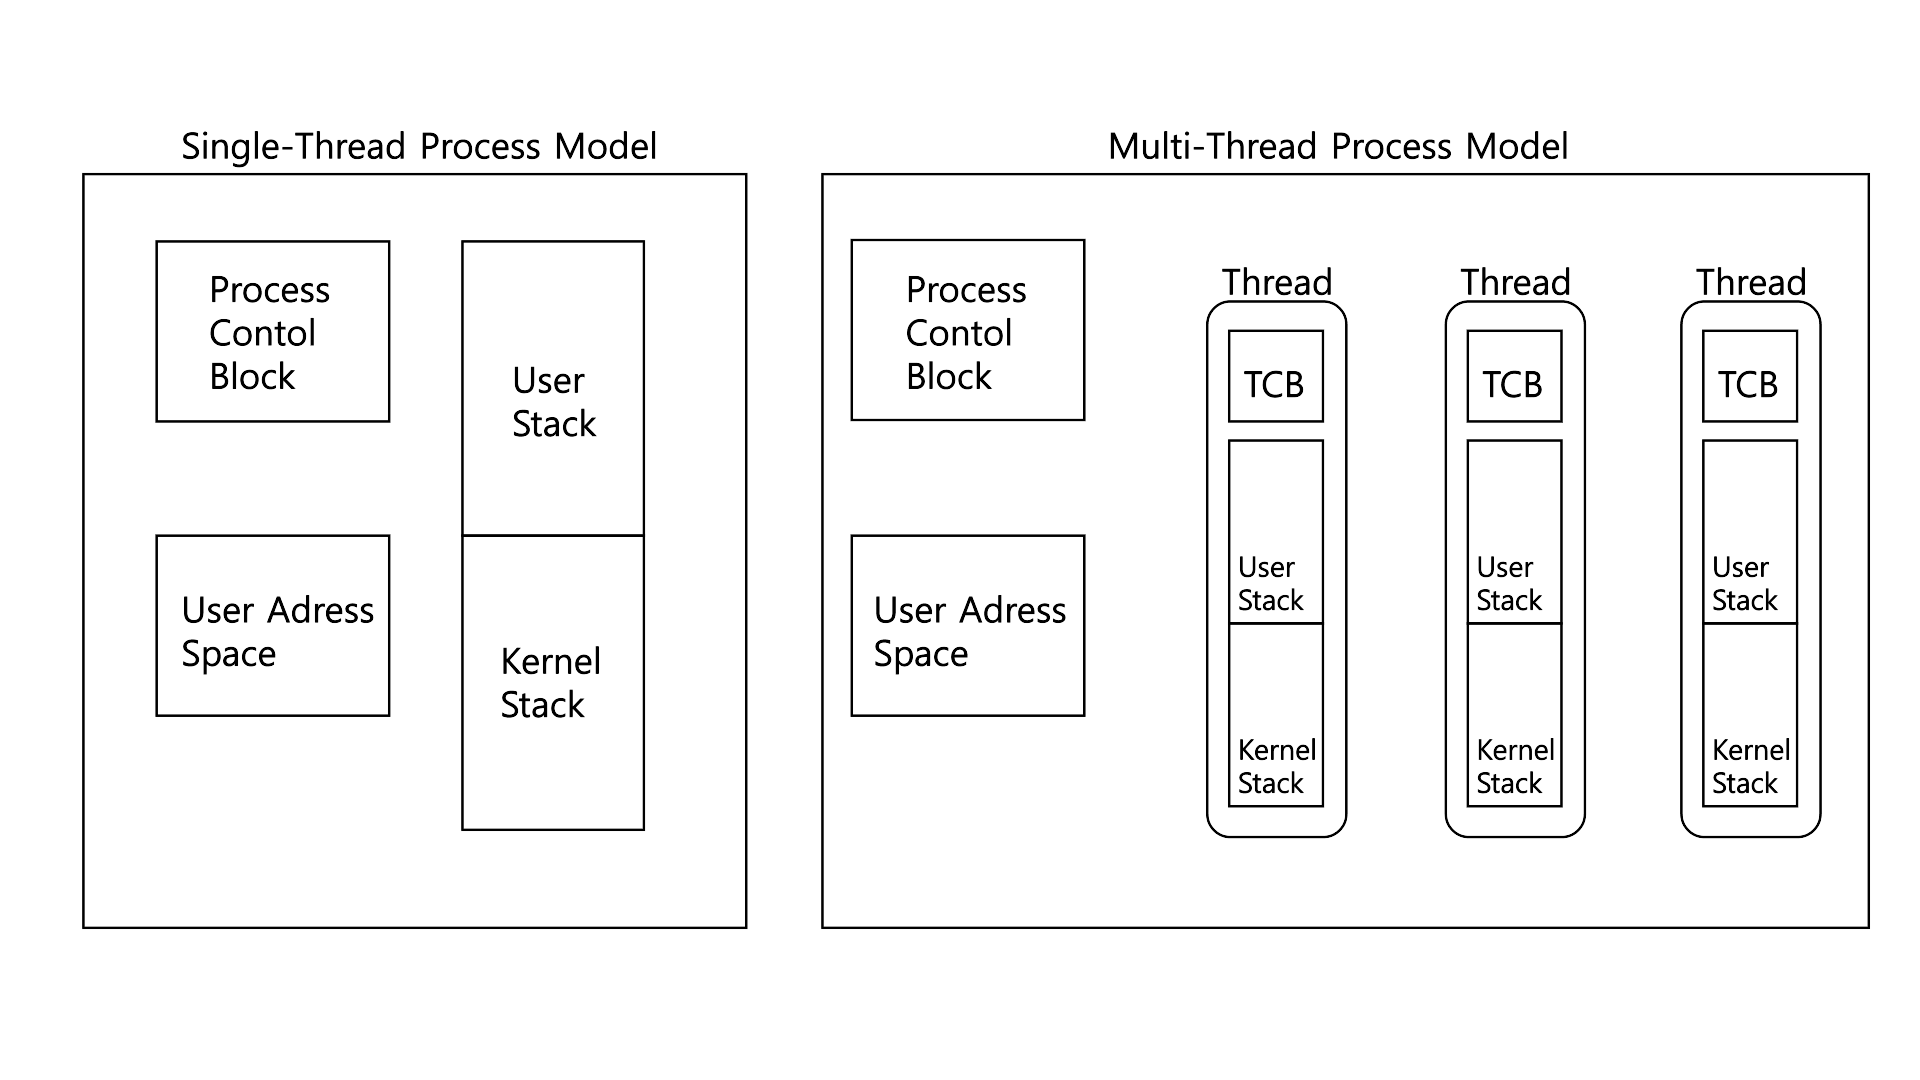 Single-Thread Process Model
Process
Contol
Block
User
Stack
User Adress
Space
Kernel
Stack
Multi-Thread Process Model
Process
Contol
Block
User Adress
Space
Thread
TCB
User
Stack
Kernel
Stack
Thread
TCB
User
Stack
Kernel
Stack
Thread
TCB
User
Stack
Kernel
Stack